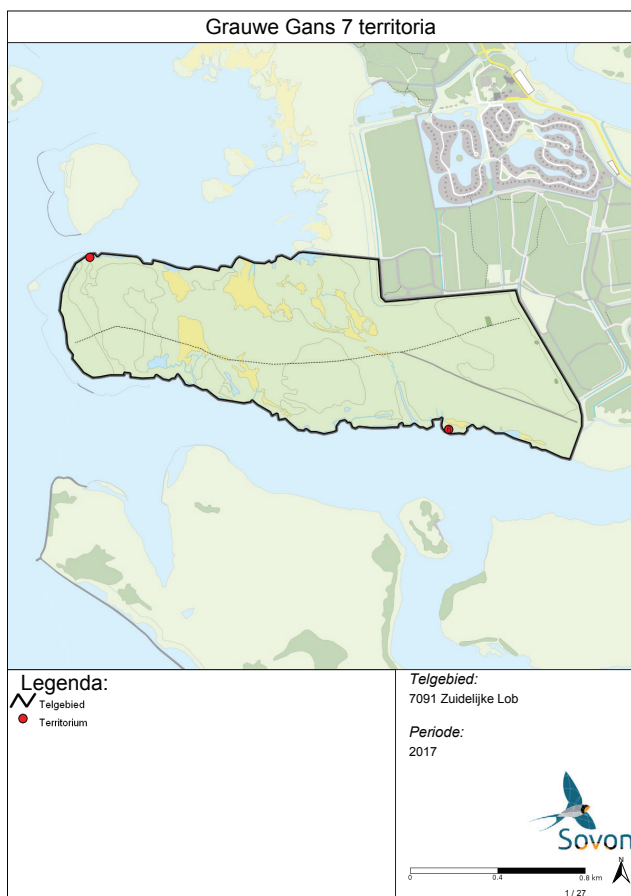 Grauwe Gans 7 territoria
Legenda:
Telgebied
Territorium
Telgebied:
7091 Zuidelijke Lob
Periode:
2017
Sovon
N
0 0.4 0.8 km
1 / 27